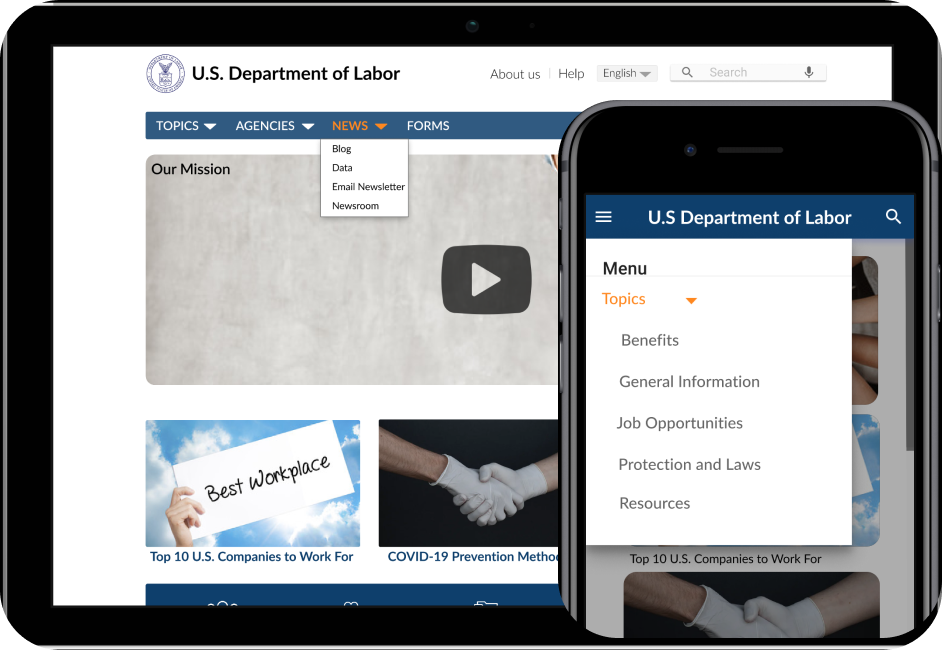 U.S. Department of Labor
About us
Help
English
Search
TOPICS
AGENCIES
NEWS
FORMS
Blog
Data
Email Newsletter
Newsroom
Our Mission
Best Workplace
Top 10 U.S. Companies to Work For
COVID-19 Prevention Metho
U.S Department of Labor
Menu
Topics
Benefits
General Information
Job Opportunities
Protection and Laws
Resources
Top 10 U.S. Companies to Work For